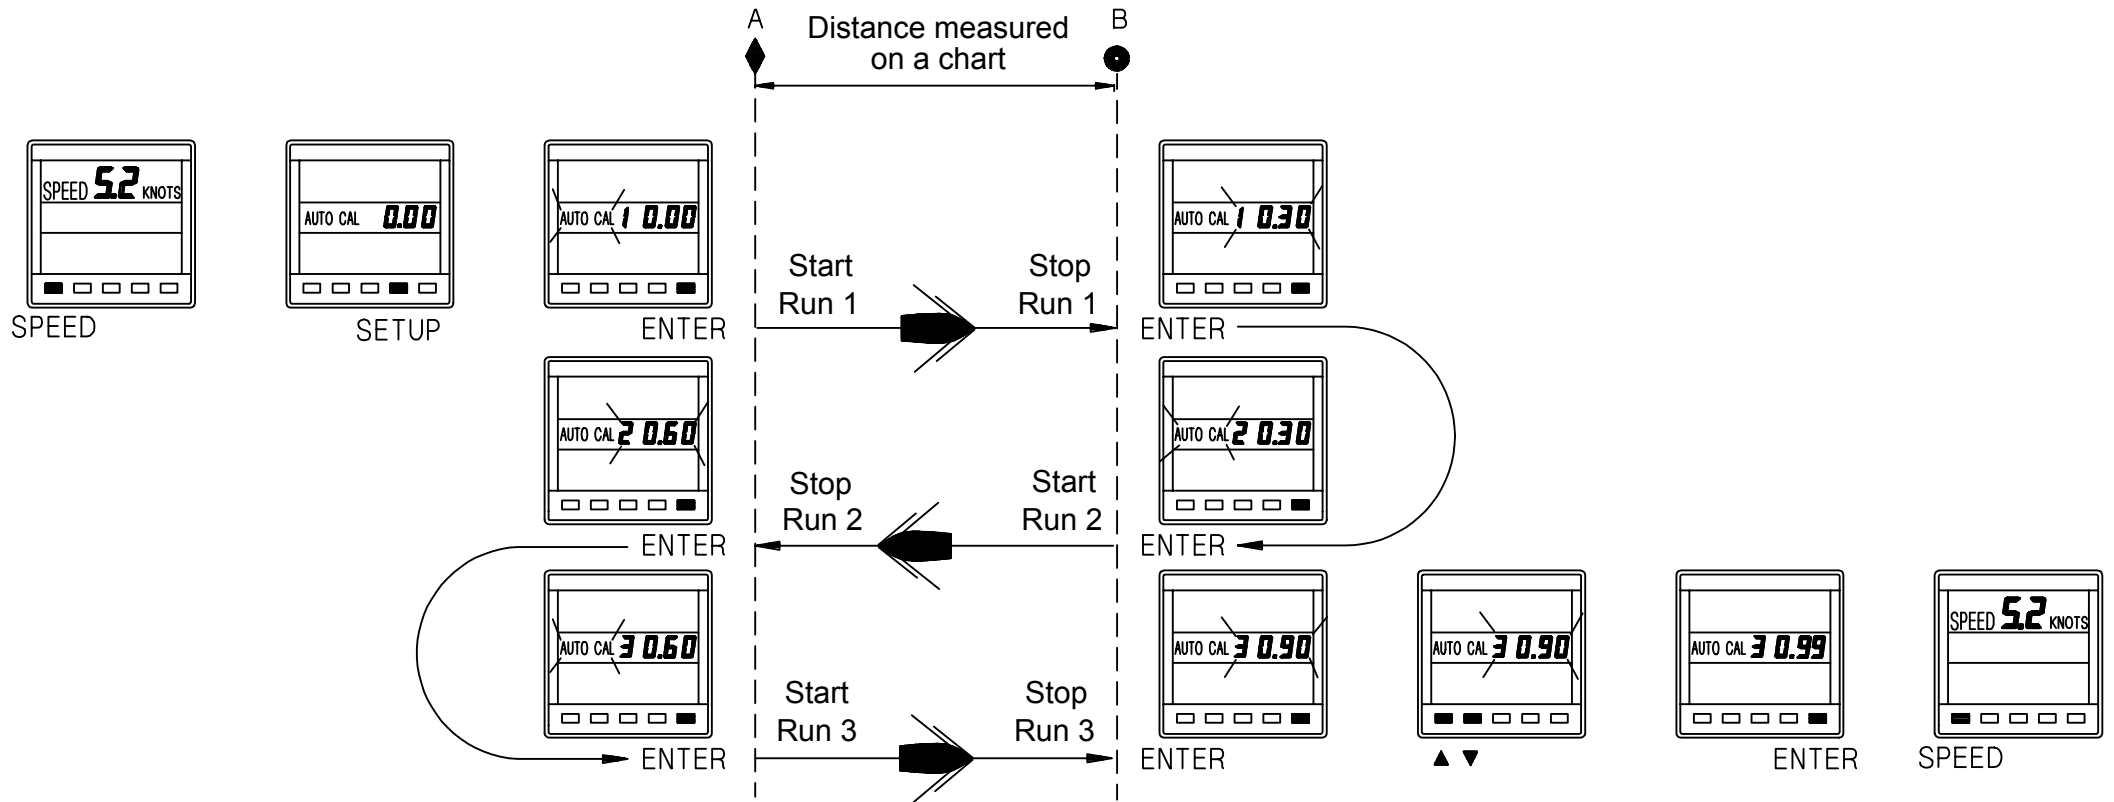 A
Distance measured
on a chart
B
SPEED 5.2 KNOTS
SPEED
AUTO CAL 0.00
SETUP
AUTO CAL 1 0.00
ENTER
Start
Run 1
Stop
Run 1
AUTO CAL 1 0.30
ENTER
AUTO CAL 2 0.60
ENTER
Stop
Run 2
Start
Run 2
AUTO CAL 2 0.30
ENTER
AUTO CAL 3 0.60
ENTER
Start
Run 3
Stop
Run 3
AUTO CAL 3 0.90
ENTER
AUTO CAL 3 0.90
▲ ▼
AUTO CAL 3 0.99
ENTER
SPEED 5.2 KNOTS
SPEED